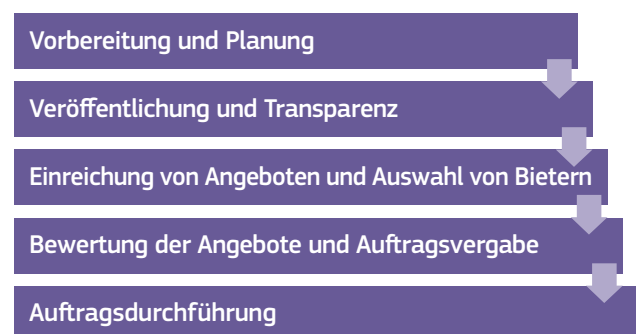 Vorbereitung und Planung
Veröffentlichung und Transparenz
Einreichung von Angeboten und Auswahl von Bietern
Bewertung der Angebote und Auftragsvergabe
Auftragsdurchführung